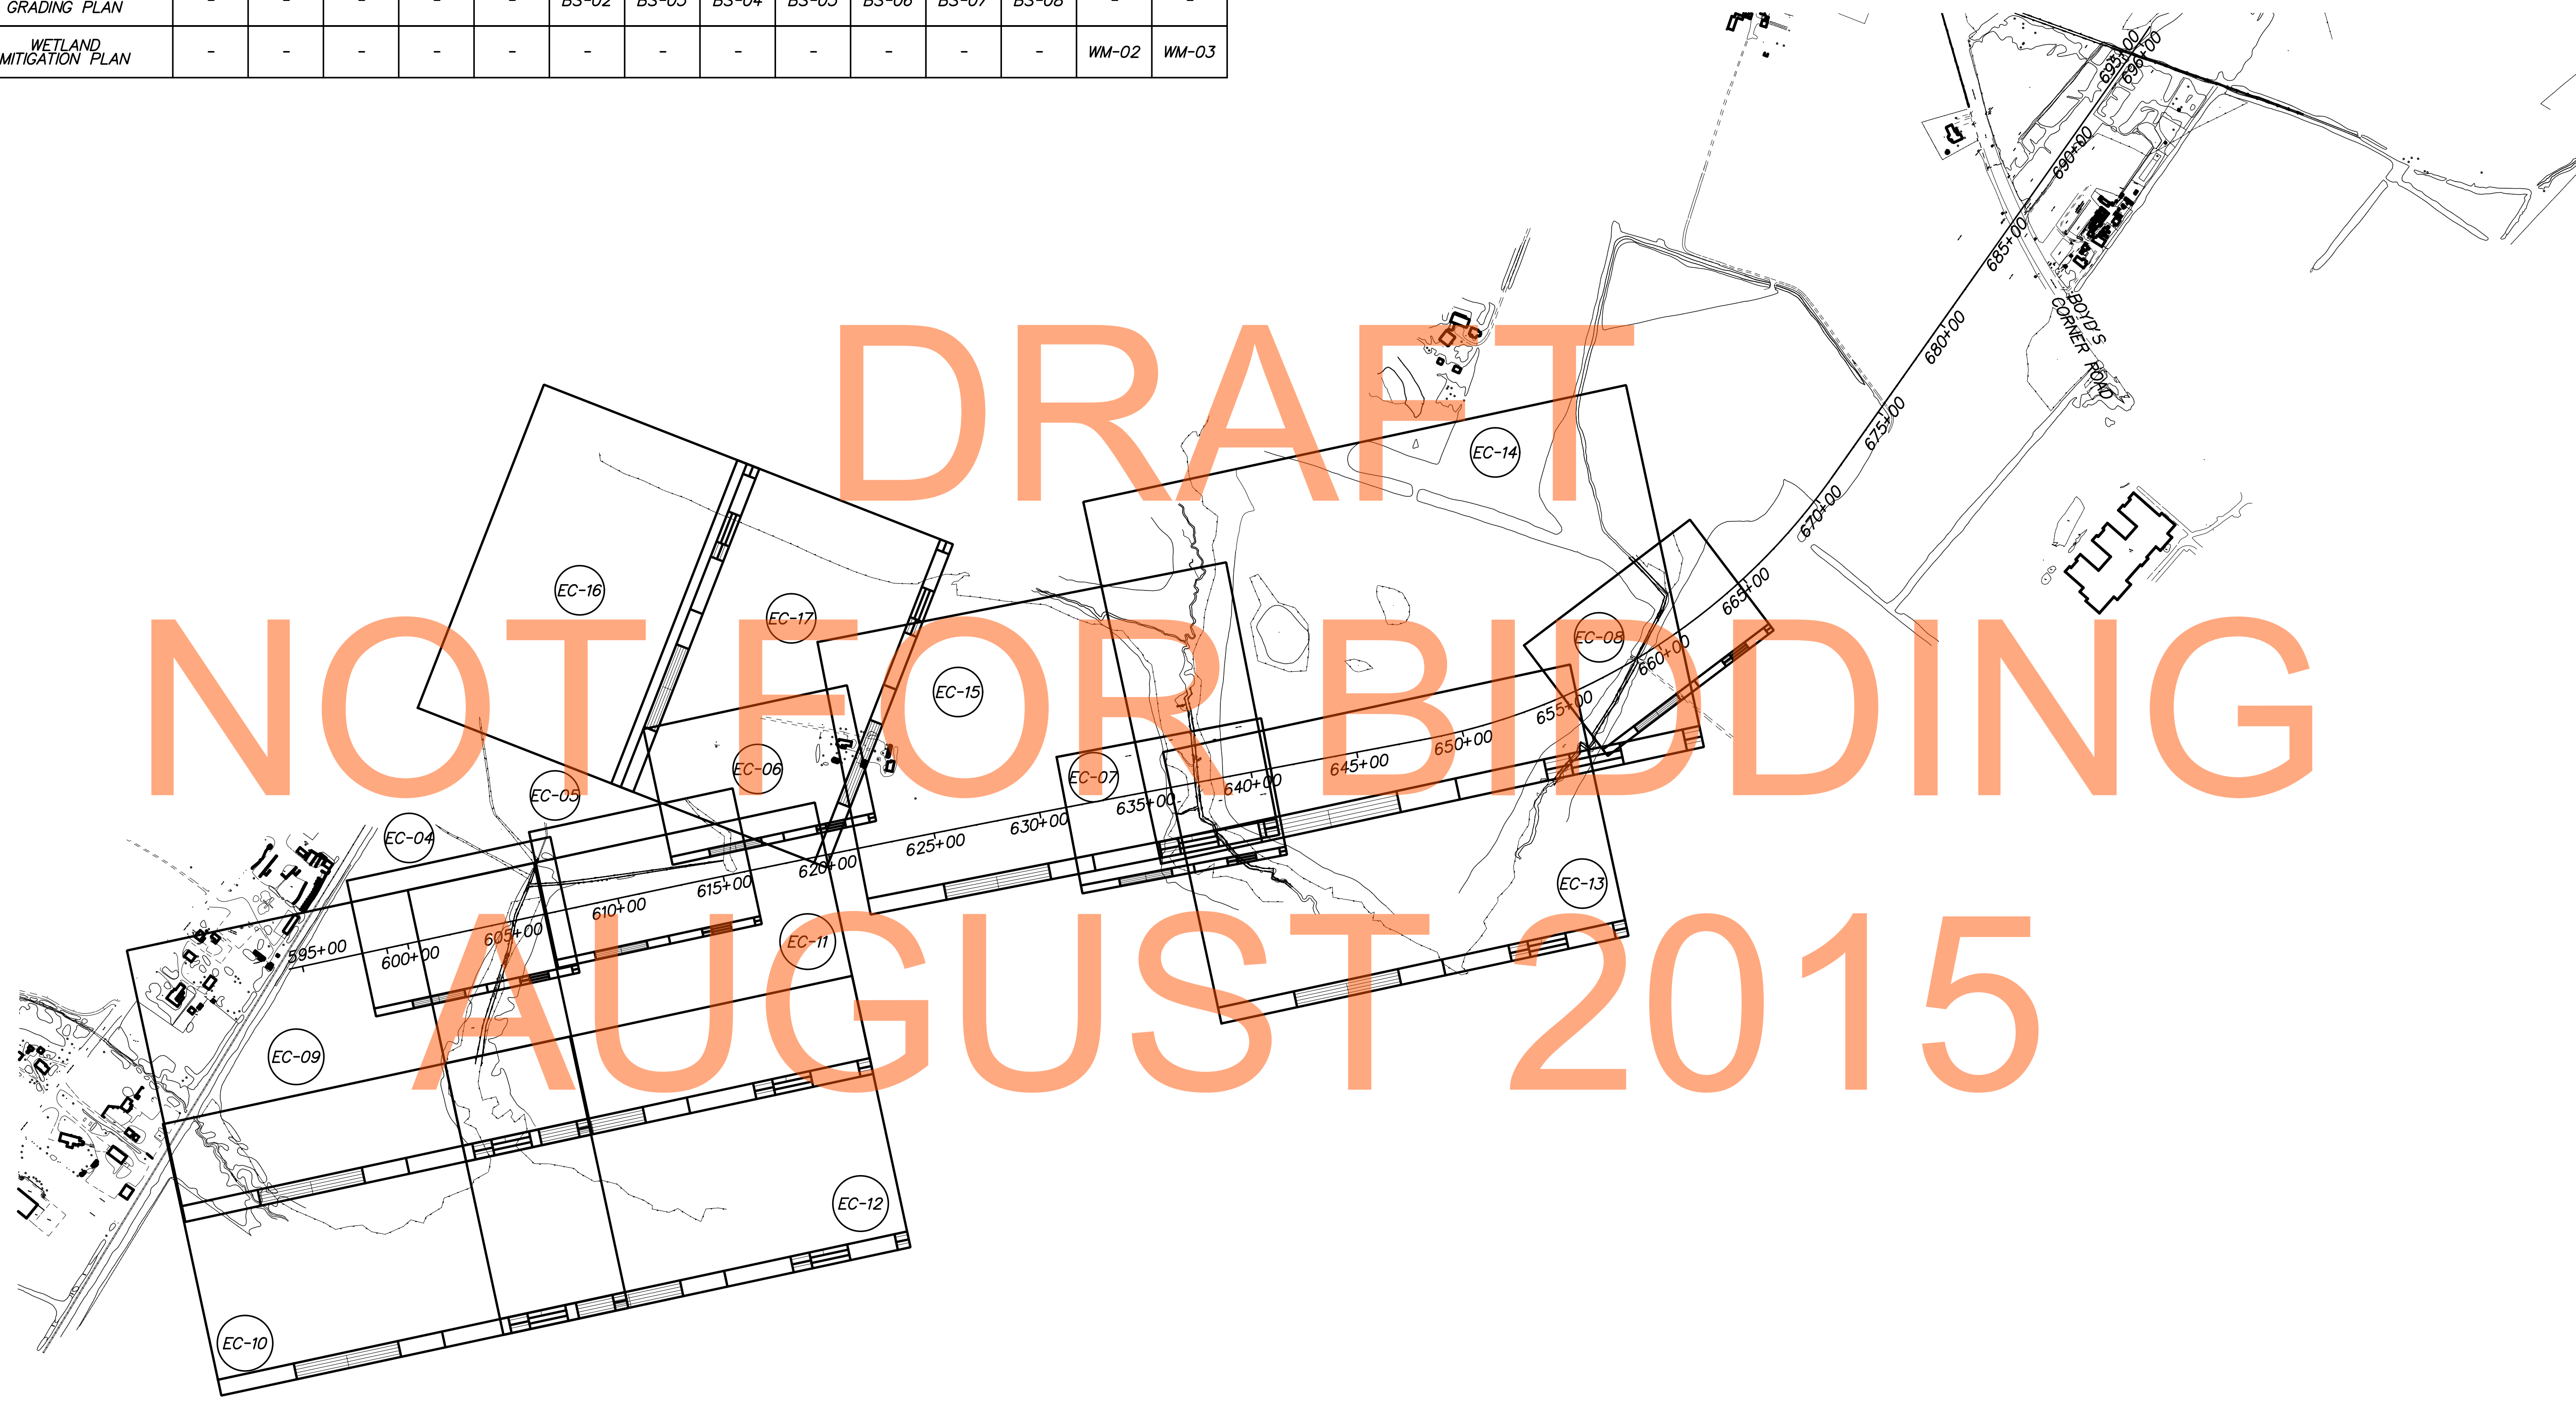 GRADING PLAN - - - - - BS-02 BS-03 BS-04 BS-05 BS-06 BS-07 BS-08 - -
WETLAND
MITIGATION PLAN - - - - - - - - - - - - WM-02 WM-03
695+00
696+00
690+00
685+00
BOYD'S
CORNER ROAD
680+00
675+00
670+00
665+00
660+00
655+00
650+00
645+00
640+00
635+00
630+00
625+00
620+00
615+00
610+00
605+00
600+00
595+00
EC-14
EC-16
EC-17
EC-08
EC-15
EC-06
EC-07
EC-05
EC-04
EC-13
EC-11
EC-09
EC-12
EC-10
DRAFT
NOT FOR BIDDING
AUGUST 2015